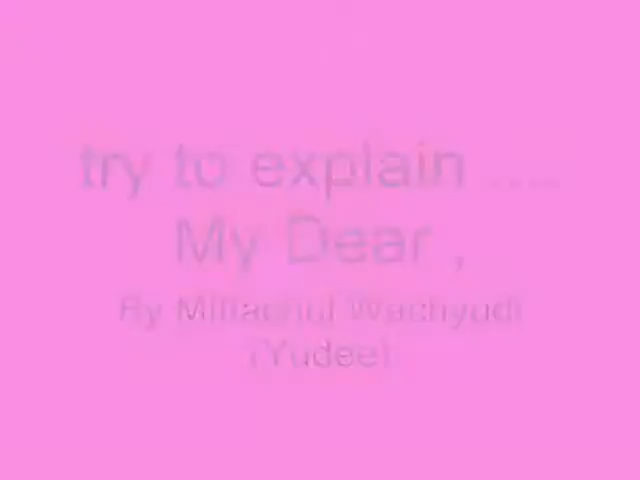 try to explain ....
My Dear ,
By Miftachul Wachyudi
(Yudee)